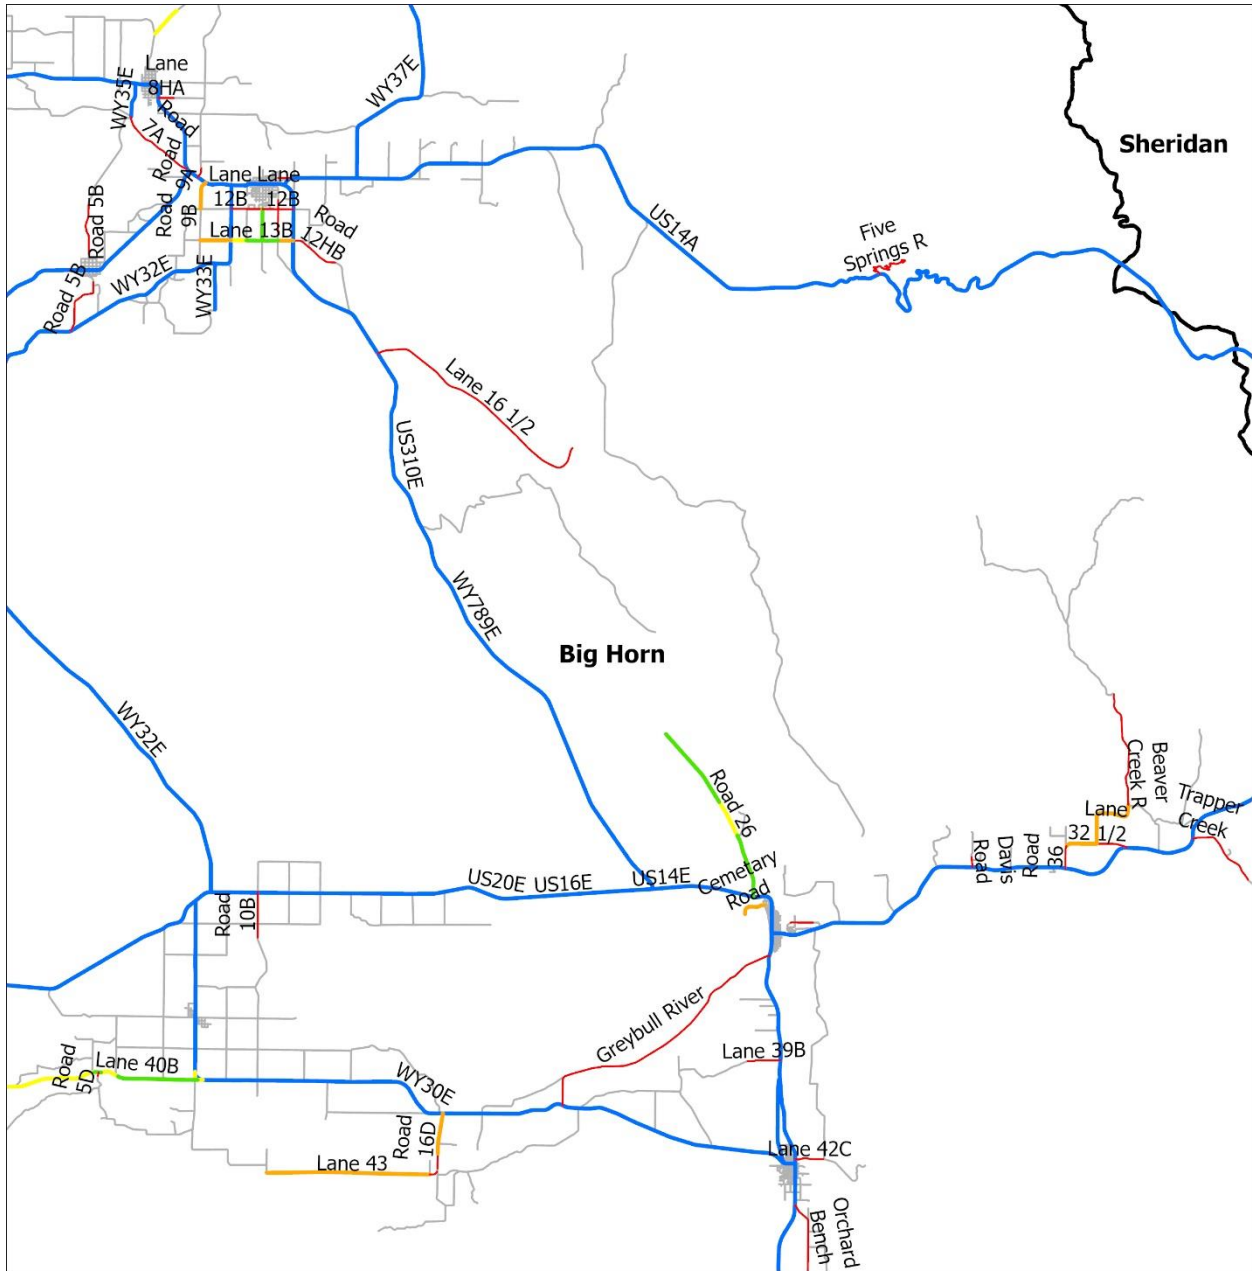 Lane
8HA
WY35E
Road
7A
Road
9A
WY37E
Sheridan
Lane
12B
Lane
12B
Road
9B
Road 5B
Lane 13B
Road
12HB
US14A
Five
Springs R
Road 5B
WY32E
WY33E
Lane 16 1/2
US310E
WY789E
Big Horn
WY32E
Road 26
Beaver
Creek R
Trapper
Creek
Lane
32 1/2
Road
36
Davis
Road
US20E
US16E
US14E
Cemetary
Road
Road
10B
Greybull River
Lane 39B
Road
5D
Lane 40B
WY30E
Road
16D
Lane 43
Lane 42C
Orchard
Bench